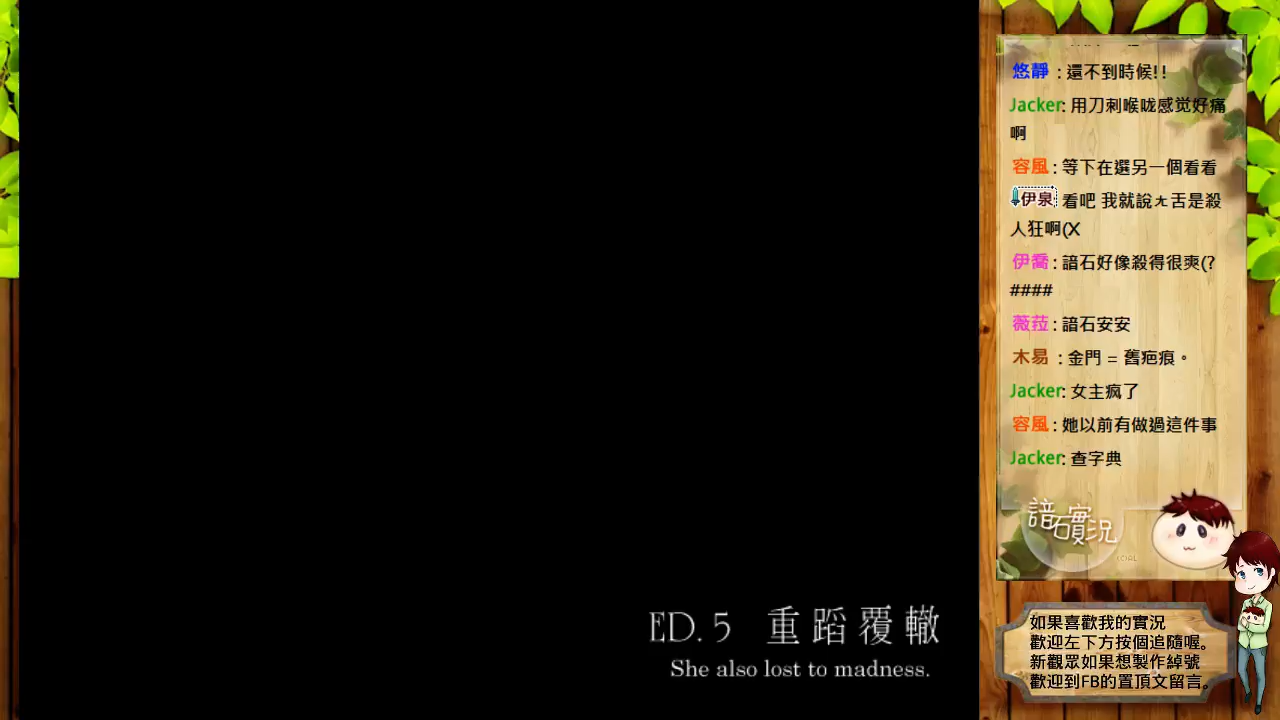 悠靜 : 還不到時候!!
Jacker: 用刀刺喉咙感觉好痛
啊
容風 : 等下在選另一個看看
伊泉 : 看吧 我就說ㄤ舌是殺
人狂啊(X
伊喬 : 諳石好像殺得很爽(?
####
薇菈 : 諳石安安
木易 : 金門 = 舊疤痕。
Jacker: 女主疯了
容風 : 她以前有做過這件事
Jacker: 查字典
諳石實況
ED. 5 重蹈覆轍
She also lost to madness.
如果喜歡我的實況
歡迎左下方按個追隨喔。
新觀眾如果想製作綽號
歡迎到FB的置頂文留言。